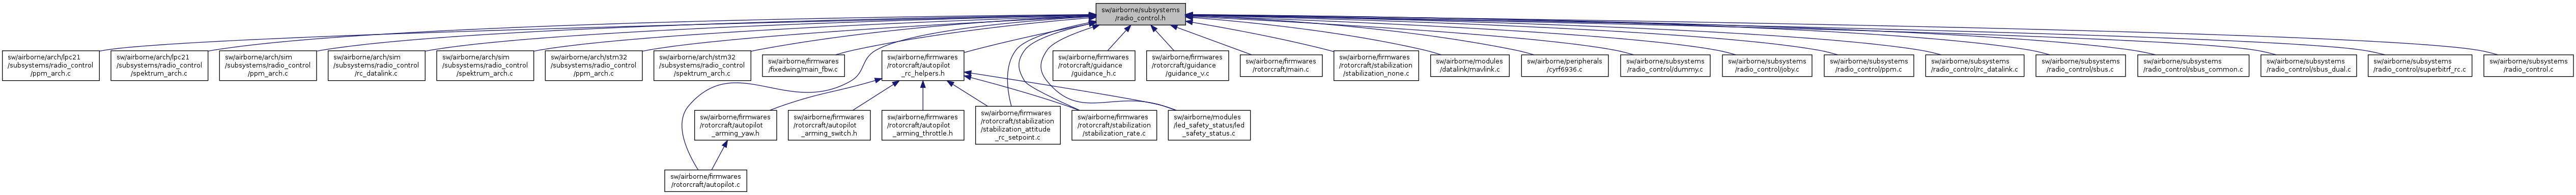 sw/airborne/subsystems
/radio_control.h
sw/airborne/arch/lpc21
/subsystems/radio_control
/ppm_arch.c
sw/airborne/arch/lpc21
/subsystems/radio_control
/spektrum_arch.c
sw/airborne/arch/sim
/subsystems/radio_control
/ppm_arch.c
sw/airborne/arch/sim
/subsystems/radio_control
/rc_datalink.c
sw/airborne/arch/sim
/subsystems/radio_control
/spektrum_arch.c
sw/airborne/arch/stm32
/subsystems/radio_control
/ppm_arch.c
sw/airborne/arch/stm32
/subsystems/radio_control
/spektrum_arch.c
sw/airborne/firmwares
/fixedwing/main_fbw.c
sw/airborne/firmwares
/rotorcraft/autopilot
_rc_helpers.h
sw/airborne/firmwares
/rotorcraft/guidance
/guidance_h.c
sw/airborne/firmwares
/rotorcraft/guidance
/guidance_v.c
sw/airborne/firmwares
/rotorcraft/main.c
sw/airborne/firmwares
/rotorcraft/stabilization
/stabilization_none.c
sw/airborne/modules
/datalink/mavlink.c
sw/airborne/peripherals
/cyrf6936.c
sw/airborne/subsystems
/radio_control/dummy.c
sw/airborne/subsystems
/radio_control/joby.c
sw/airborne/subsystems
/radio_control/ppm.c
sw/airborne/subsystems
/radio_control/rc_datalink.c
sw/airborne/subsystems
/radio_control/sbus.c
sw/airborne/subsystems
/radio_control/sbus_common.c
sw/airborne/subsystems
/radio_control/sbus_dual.c
sw/airborne/subsystems
/radio_control/superbitrf_rc.c
sw/airborne/subsystems
/radio_control.c
sw/airborne/firmwares
/rotorcraft/autopilot
_arming_yaw.h
sw/airborne/firmwares
/rotorcraft/autopilot
_arming_switch.h
sw/airborne/firmwares
/rotorcraft/autopilot
_arming_throttle.h
sw/airborne/firmwares
/rotorcraft/stabilization
/stabilization_attitude
_rc_setpoint.c
sw/airborne/firmwares
/rotorcraft/stabilization
/stabilization_rate.c
sw/airborne/modules
/led_safety_status/led
_safety_status.c
sw/airborne/firmwares
/rotorcraft/autopilot.c